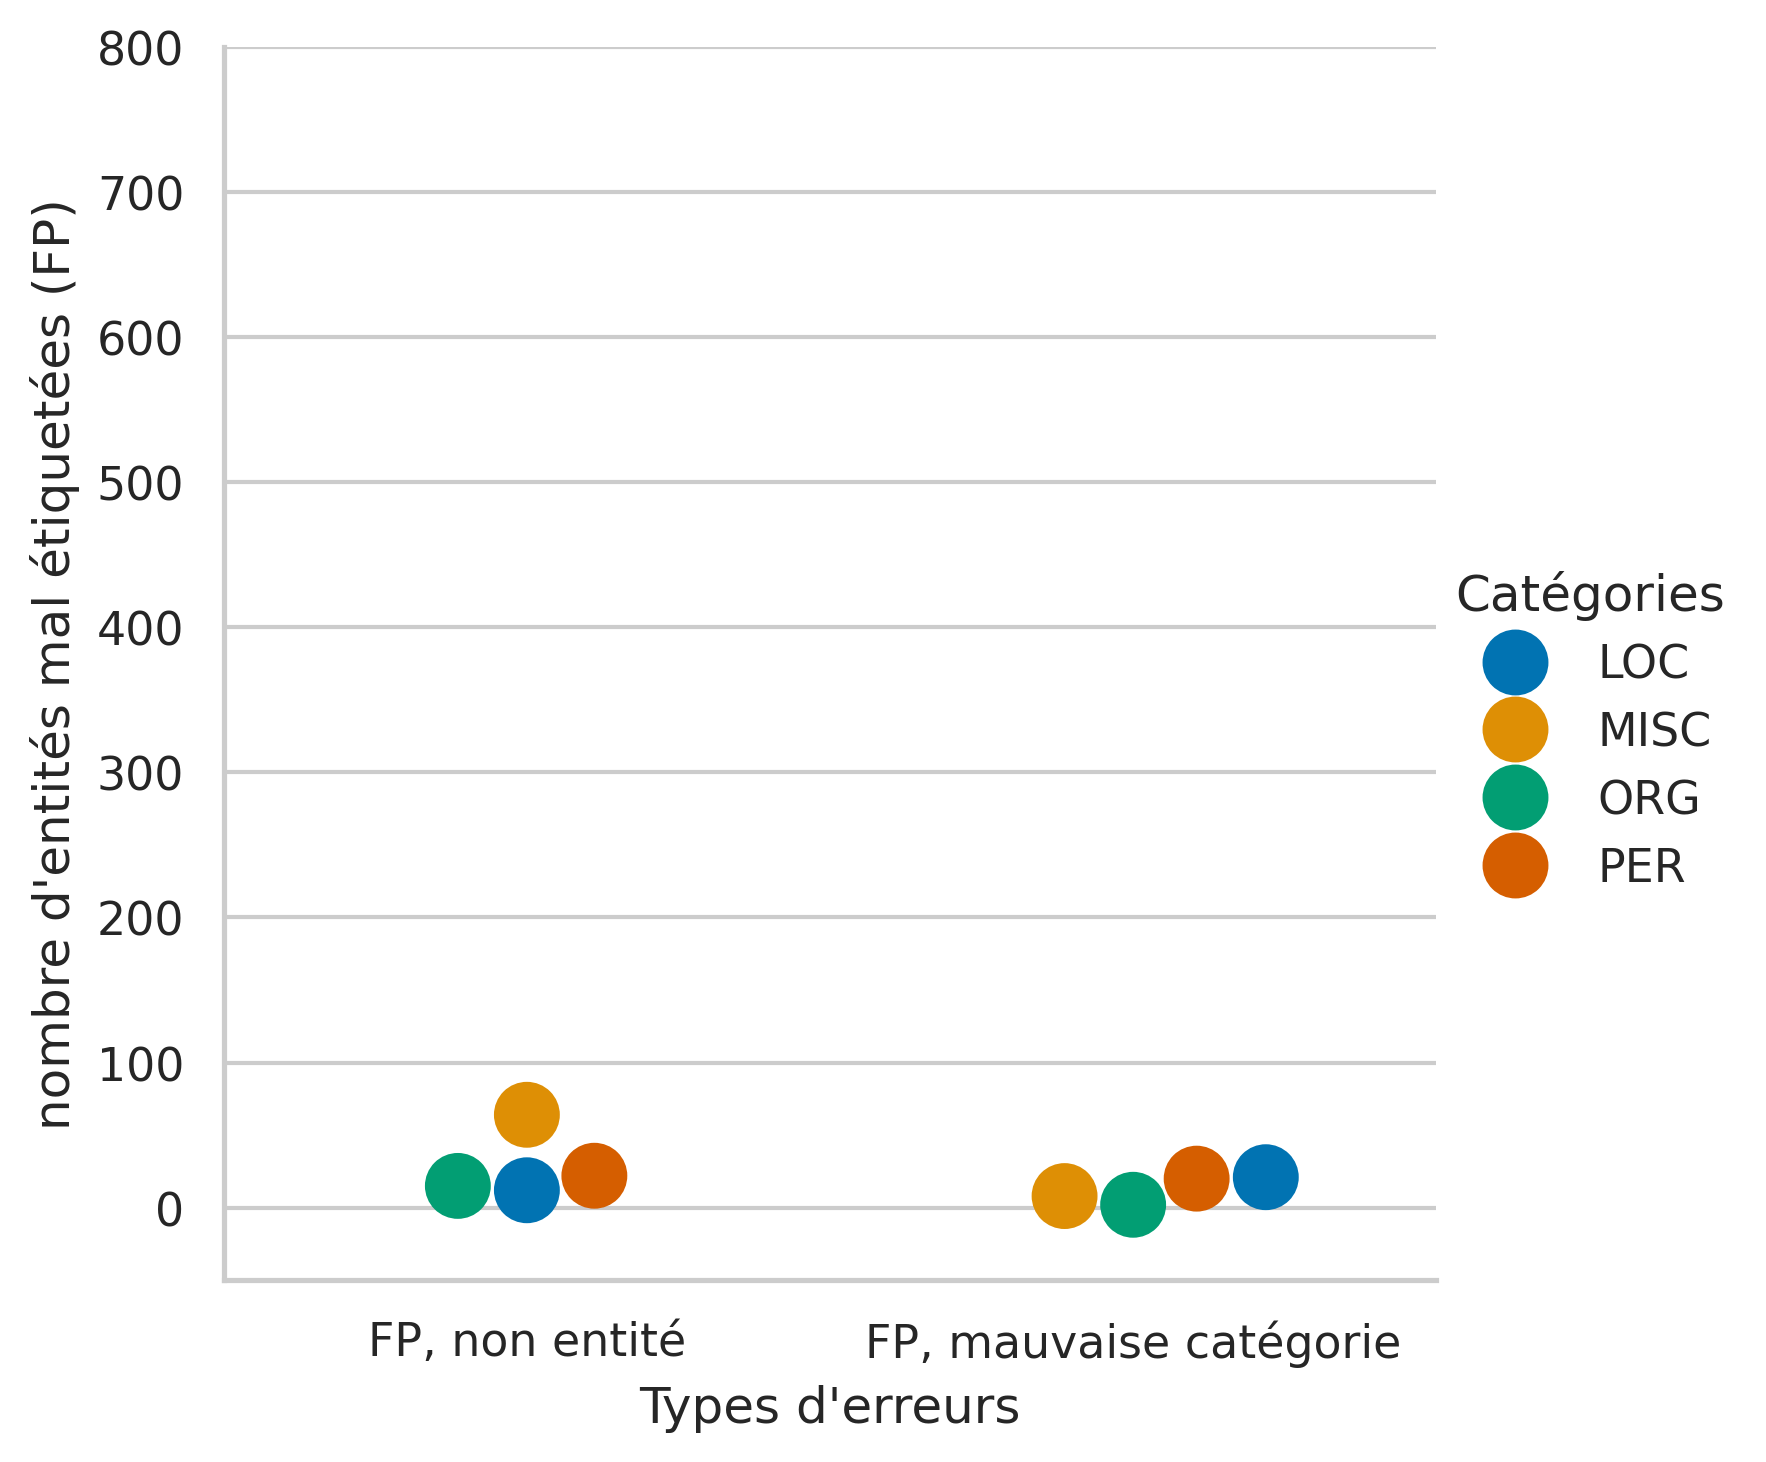 800
700
600
500
400
300
200
100
0
nombre d'entités mal étiquetées (FP)
FP, non entité
FP, mauvaise catégorie
Types d'erreurs
Catégories
LOC
MISC
ORG
PER